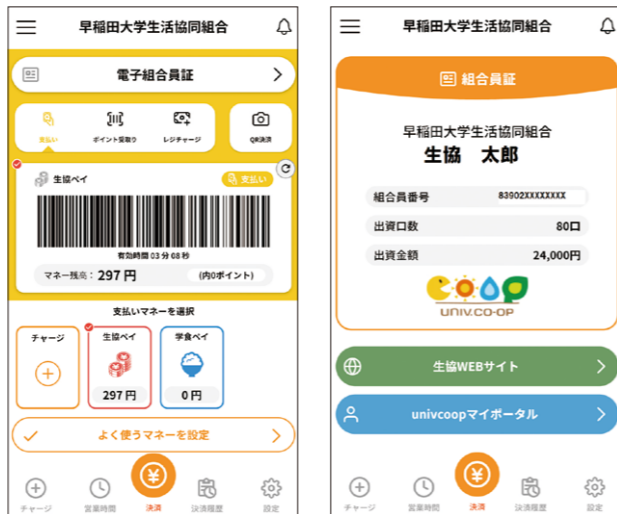 早稲田大学生活協同組合
電子組合員証
支払い
ポイント受取り
レジチャージ
QR決済
生協ペイ
支払い
有効時間 03 分 08 秒
マネー残高： 297 円
(内0ポイント)
支払いマネーを選択
チャージ
生協ペイ
297 円
学食ペイ
0 円
よく使うマネーを設定
チャージ
営業時間
決済
決済履歴
設定
早稲田大学生活協同組合
組合員証
早稲田大学生活協同組合
生協 太郎
組合員番号
83902XXXXXXXX
出資口数
80口
出資金額
24,000円
COOP
UNIV.CO-OP
生協WEBサイト
univcoopマイポータル
チャージ
営業時間
決済
決済履歴
設定